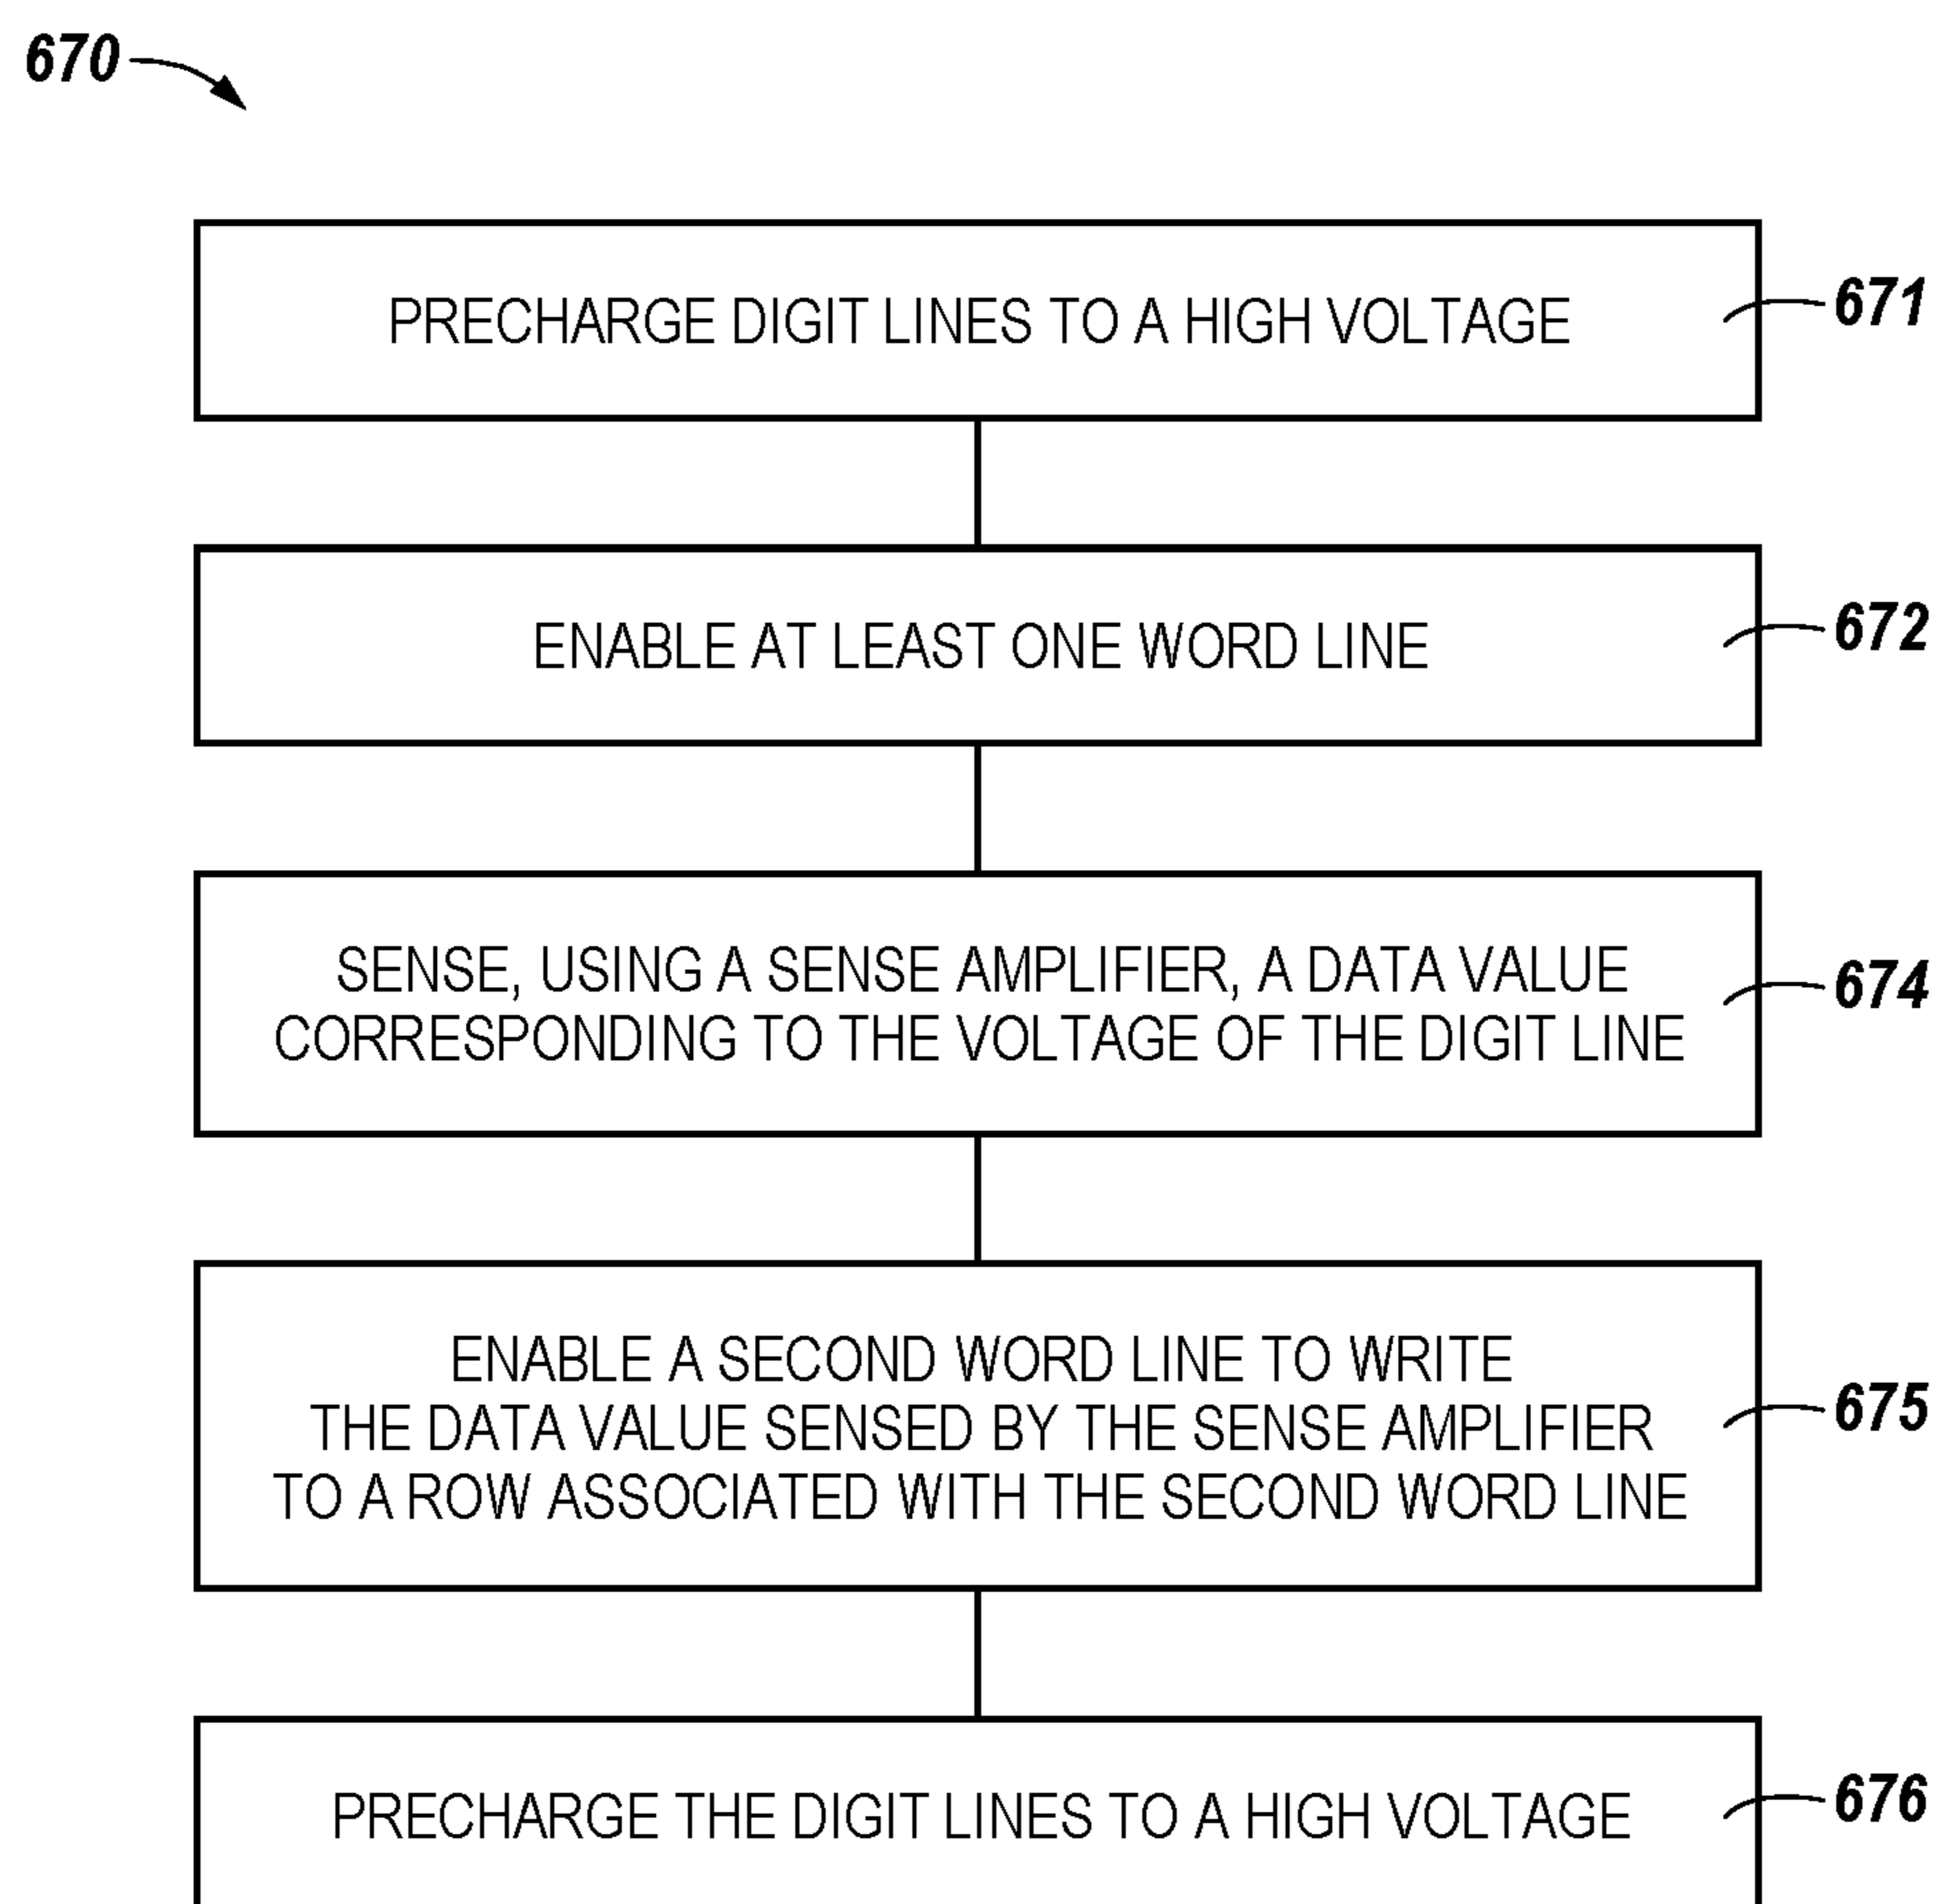 670
PRECHARGE DIGIT LINES TO A HIGH VOLTAGE
671
ENABLE AT LEAST ONE WORD LINE
672
SENSE, USING A SENSE AMPLIFIER, A DATA VALUE
CORRESPONDING TO THE VOLTAGE OF THE DIGIT LINE
674
ENABLE A SECOND WORD LINE TO WRITE
THE DATA VALUE SENSED BY THE SENSE AMPLIFIER
TO A ROW ASSOCIATED WITH THE SECOND WORD LINE
675
PRECHARGE THE DIGIT LINES TO A HIGH VOLTAGE
676